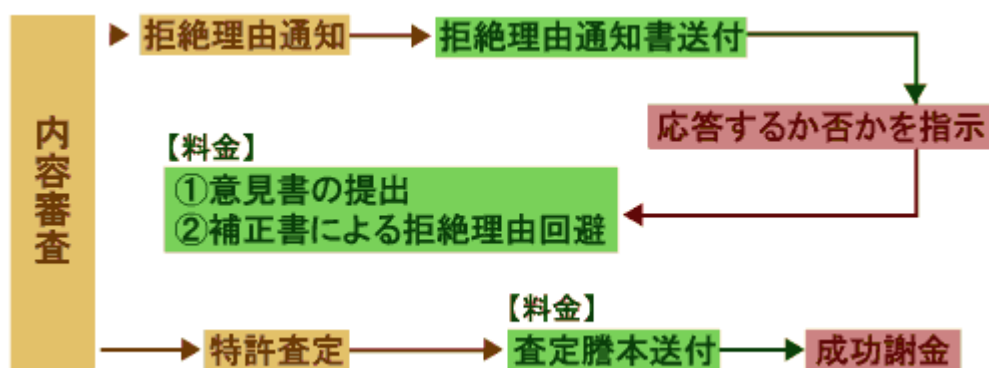 内容審査
拒絶理由通知
拒絶理由通知書送付
応答するか否かを指示
【料金】
①意見書の提出
②補正書による拒絶理由回避
特許査定
【料金】
査定謄本送付
成功謝金